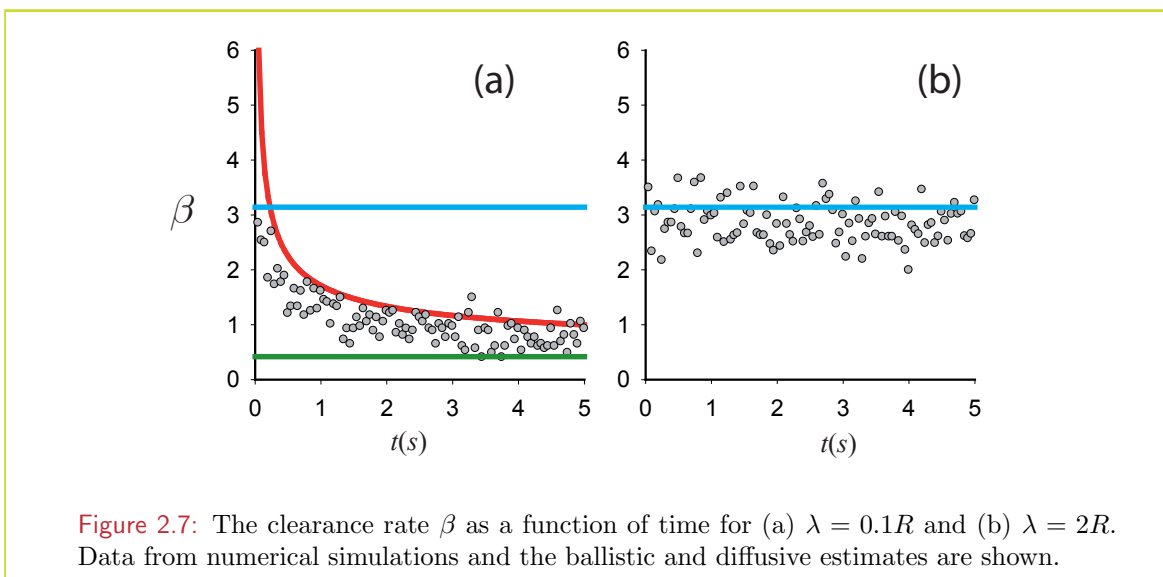 (a)
(b)
6
5
4
3
2
1
0
β
0 1 2 3 4 5
t(s)
6
5
4
3
2
1
0
0 1 2 3 4 5
t(s)
Figure 2.7: The clearance rate β as a function of time for (a) λ = 0.1R and (b) λ = 2R.
Data from numerical simulations and the ballistic and diffusive estimates are shown.